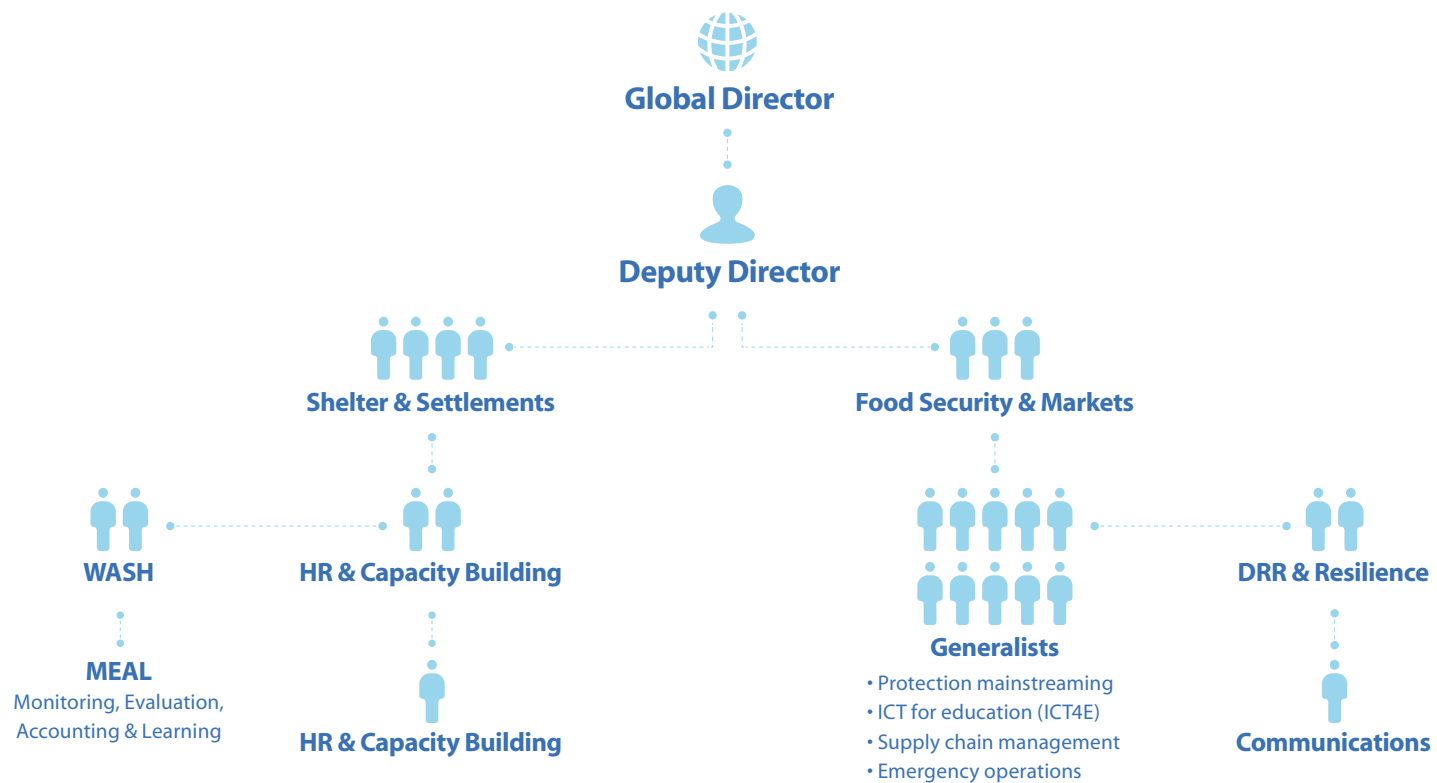 Global Director
Deputy Director
Shelter & Settlements
Food Security & Markets
WASH
HR & Capacity Building
DRR & Resilience
Generalists
MEAL
Monitoring, Evaluation,
Accounting & Learning
HR & Capacity Building
• Protection mainstreaming
• ICT for education (ICT4E)
• Supply chain management
• Emergency operations
Communications